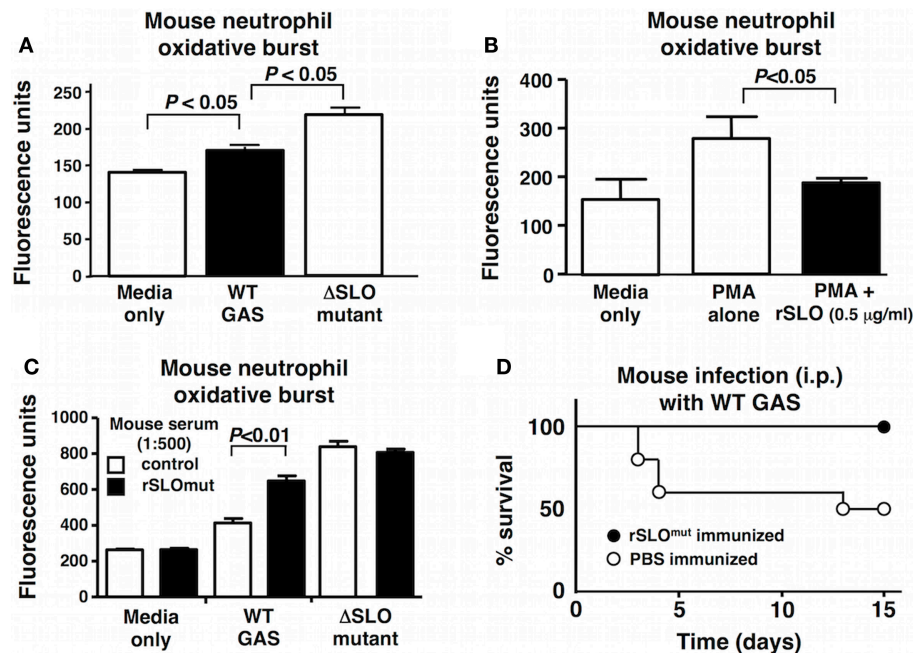 A
Mouse neutrophil
oxidative burst
Fluorescence units
250
200
150
100
50
0
P < 0.05
P < 0.05
Media
only
WT
GAS
ΔSLO
mutant
B
Mouse neutrophil
oxidative burst
Fluorescence units
400
300
200
100
0
P<0.05
Media
only
PMA
alone
PMA +
rSLO (0.5 µg/ml)
C
Mouse neutrophil
oxidative burst
Fluorescence units
1000
800
600
400
200
0
Mouse serum
(1:500)
control
rSLOmut
P<0.01
Media
only
WT
GAS
ΔSLO
mutant
D
Mouse infection (i.p.)
with WT GAS
% survival
100
50
0
rSLOmut immunized
PBS immunized
0 5 10 15
Time (days)